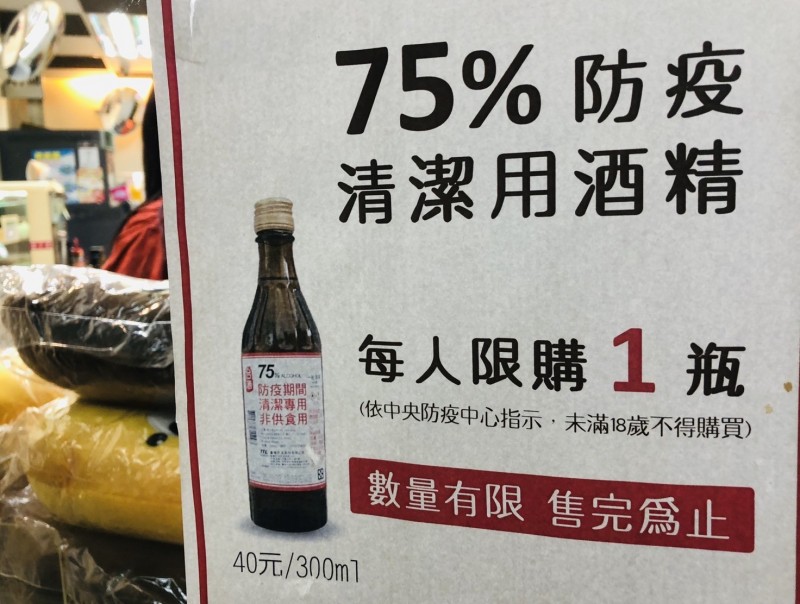 75% 防疫
清潔用酒精
每人限購 1 瓶
(依中央防疫中心指示，未滿18歲不得購買)
數量有限 售完為止
75%
防疫期間
清潔專用
非供食用
40元/300ml